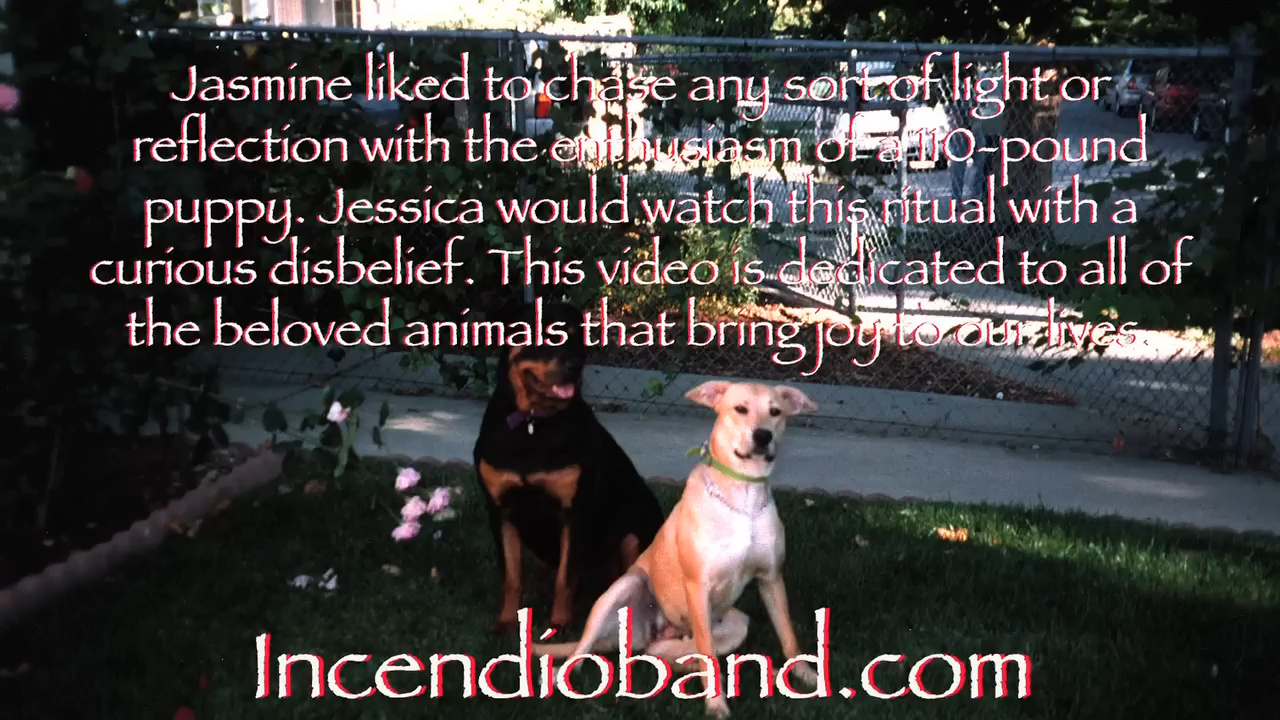 Jasmine liked to chase any sort of light or
reflection with the enthusiasm of a 110-pound
puppy. Jessica would watch this ritual with a
curious disbelief. This video is dedicated to all of
the beloved animals that bring joy to our lives.
Incendioband.com